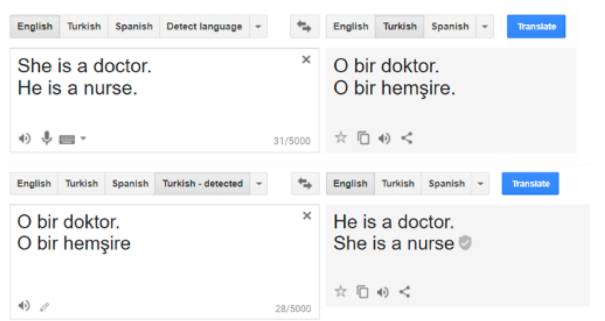 English Turkish Spanish Detect language English Turkish Spanish Translate
She is a doctor.
He is a nurse.
31/5000
O bir doktor.
O bir hemşire.
English Turkish Spanish Turkish - detected English Turkish Spanish Translate
O bir doktor.
O bir hemşire
28/5000
He is a doctor.
She is a nurse